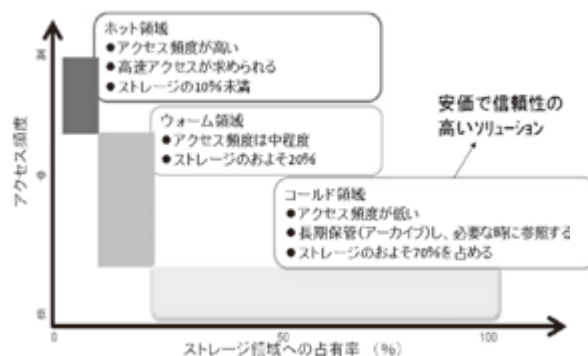 ホット領域
●アクセス頻度が高い
●高速アクセスが求められる
●ストレージの10%未満
ウォーム領域
●アクセス頻度は中程度
●ストレージのおよそ20%
安価で信頼性の
高いソリューション
コールド領域
●アクセス頻度が低い
●長期保管(アーカイブ)し、必要な時に参照する
●ストレージのおよそ70%を占める
アクセス頻度
高
中
低
0
50
100
ストレージ領域への占有率 (%)